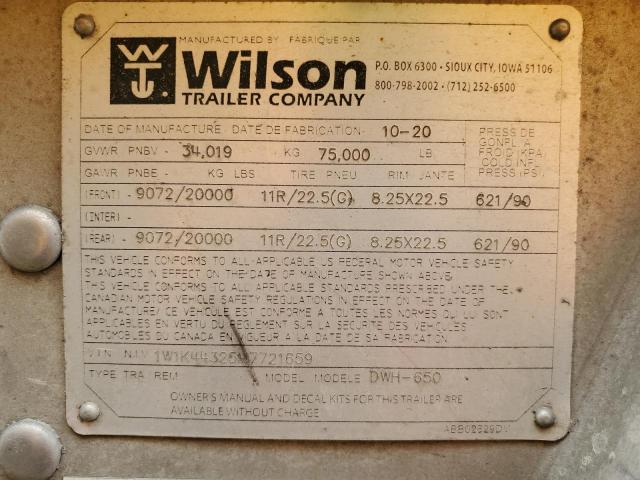 MANUFACTURED BY FABRIQUE PAR
WT Wilson
TRAILER COMPANY
P.O. BOX 6300 • SIOUX CITY, IOWA 51106
800-798-2002 • (712) 252-6500
DATE OF MANUFACTURE DATE DE FABRICATION- 10-20
GVWR PNBV - 34,019 KG 75,000 LB
PRESS DE
GONFL A
FROID (KPA)
COLD INFL
PRESS (PSI)
GAWR PNBE - KG LBS TIRE PNEU RIM JANTE
(FRONT) - 9072/20000 11R/22.5(G) 8.25X22.5 621/90
(INTER) -
(REAR) - 9072/20000 11R/22.5(G) 8.25X22.5 621/90
THIS VEHICLE CONFORMS TO ALL-APPLICABLE US FEDERAL MOTOR VEHICLE SAFETY
STANDARDS IN EFFECT ON THE DATE OF MANUFACTURE SHOWN ABOVE/
THIS VEHICLE CONFORMS TO ALL APPLICABLE STANDARDS PRESCRIBED UNDER THE
CANADIAN MOTOR VEHICLE SAFETY REGULATIONS IN EFFECT ON THE DATE OF
MANUFACTURE/ CE VEHICULE EST CONFORME A TOUTES LES NORMES QUI LUI SONT
APPLICABLES EN VERTU DU REGLEMENT SUR LA SECURITE DES VEHICULES
AUTOMOBILES DU CANADA EN VIGUEUR A LA DATE DE SA FABRICATION.
V.I.N. N.I.V. 1W1K44325 7721659
TYPE TRA REM MODEL MODELE DWH-650
OWNER'S MANUAL AND DECAL KITS FOR THIS TRAILER ARE
AVAILABLE WITHOUT CHARGE